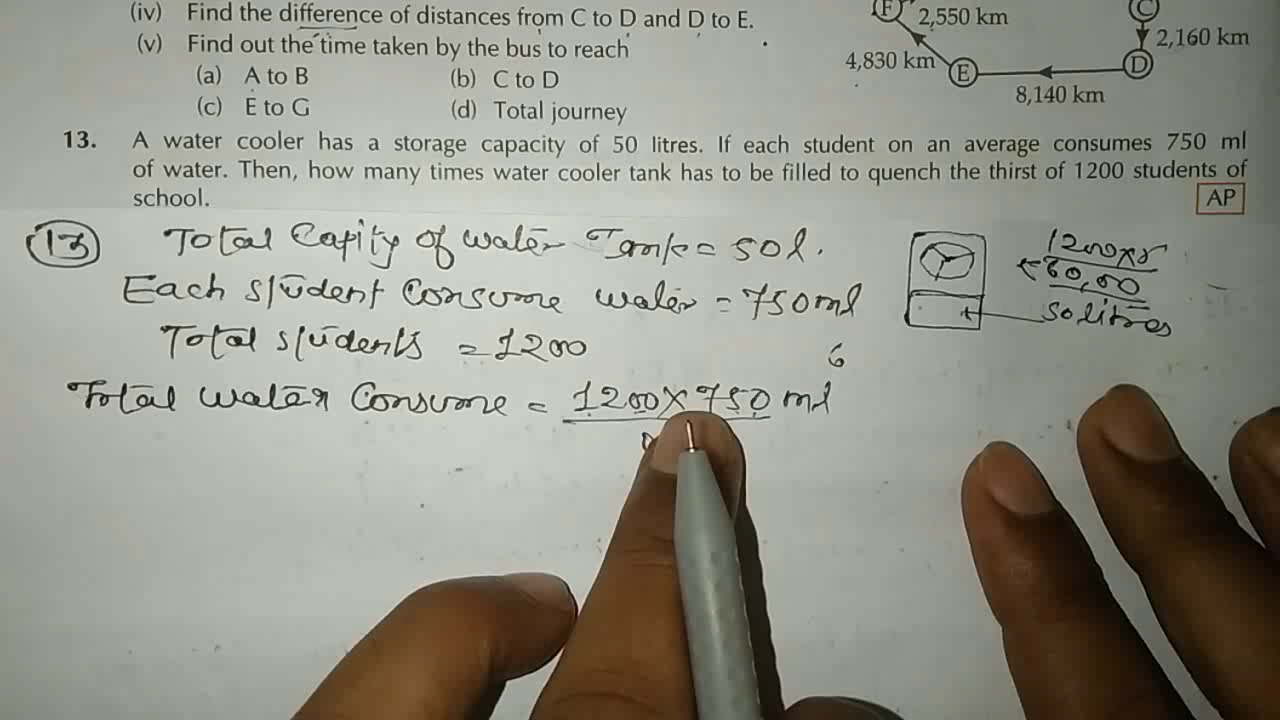 (iv) Find the difference of distances from C to D and D to E.
(v) Find out the time taken by the bus to reach
(a) A to B (b) C to D
(c) E to G (d) Total journey
F 2,550 km C
2,160 km
4,830 km E D
8,140 km
13. A water cooler has a storage capacity of 50 litres. If each student on an average consumes 750 ml
of water. Then, how many times water cooler tank has to be filled to quench the thirst of 1200 students of
school. AP
13 Total Capity of water Tank = 50l.
Each student Consume water = 750ml
Total students = 1200
Total water Consume = 1200×750 ml
6
1200×5
60,00
50 litres